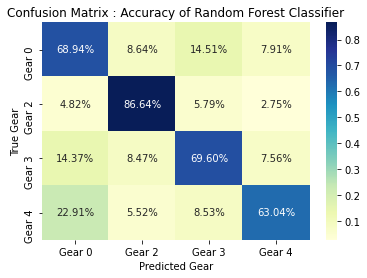 Confusion Matrix : Accuracy of Random Forest Classifier
True Gear
Gear 0
68.94% 8.64% 14.51% 7.91%
Gear 2
4.82% 86.64% 5.79% 2.75%
Gear 3
14.37% 8.47% 69.60% 7.56%
Gear 4
22.91% 5.52% 8.53% 63.04%
Gear 0 Gear 2 Gear 3 Gear 4
Predicted Gear
0.8
0.7
0.6
0.5
0.4
0.3
0.2
0.1